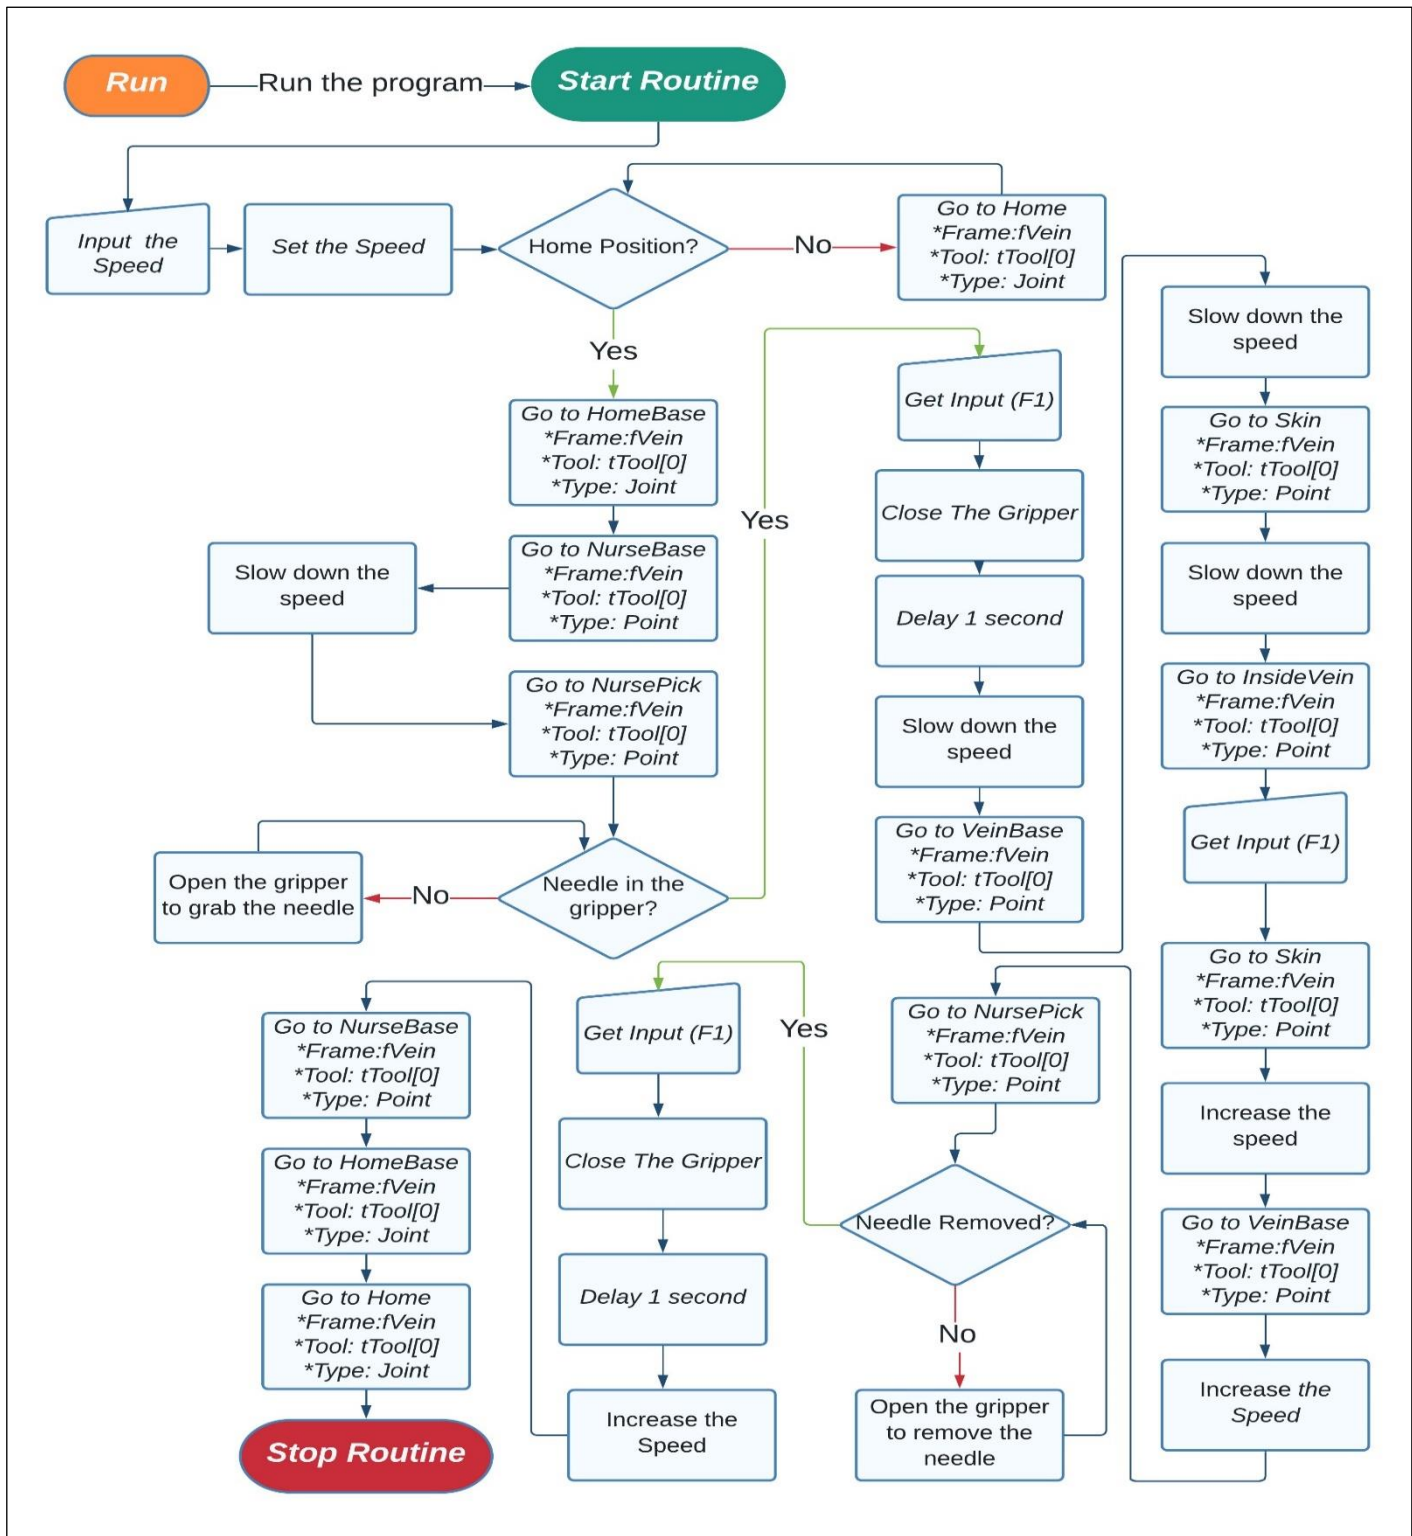 Run
Run the program
Start Routine
Input the
Speed
Set the Speed
Home Position?
No
Go to Home
*Frame:fVein
*Tool: tTool[0]
*Type: Joint
Yes
Go to HomeBase
*Frame:fVein
*Tool: tTool[0]
*Type: Joint
Go to NurseBase
*Frame:fVein
*Tool: tTool[0]
*Type: Point
Slow down the
speed
Go to NursePick
*Frame:fVein
*Tool: tTool[0]
*Type: Point
Needle in the
gripper?
No
Open the gripper
to grab the needle
Yes
Get Input (F1)
Close The Gripper
Delay 1 second
Slow down the
speed
Go to VeinBase
*Frame:fVein
*Tool: tTool[0]
*Type: Point
Slow down the
speed
Go to Skin
*Frame:fVein
*Tool: tTool[0]
*Type: Point
Slow down the
speed
Go to InsideVein
*Frame:fVein
*Tool: tTool[0]
*Type: Point
Get Input (F1)
Go to Skin
*Frame:fVein
*Tool: tTool[0]
*Type: Point
Increase the
speed
Go to VeinBase
*Frame:fVein
*Tool: tTool[0]
*Type: Point
Increase the
Speed
Go to NursePick
*Frame:fVein
*Tool: tTool[0]
*Type: Point
Needle Removed?
No
Open the gripper
to remove the
needle
Yes
Get Input (F1)
Close The Gripper
Delay 1 second
Increase the
Speed
Go to NurseBase
*Frame:fVein
*Tool: tTool[0]
*Type: Point
Go to HomeBase
*Frame:fVein
*Tool: tTool[0]
*Type: Joint
Go to Home
*Frame:fVein
*Tool: tTool[0]
*Type: Joint
Stop Routine